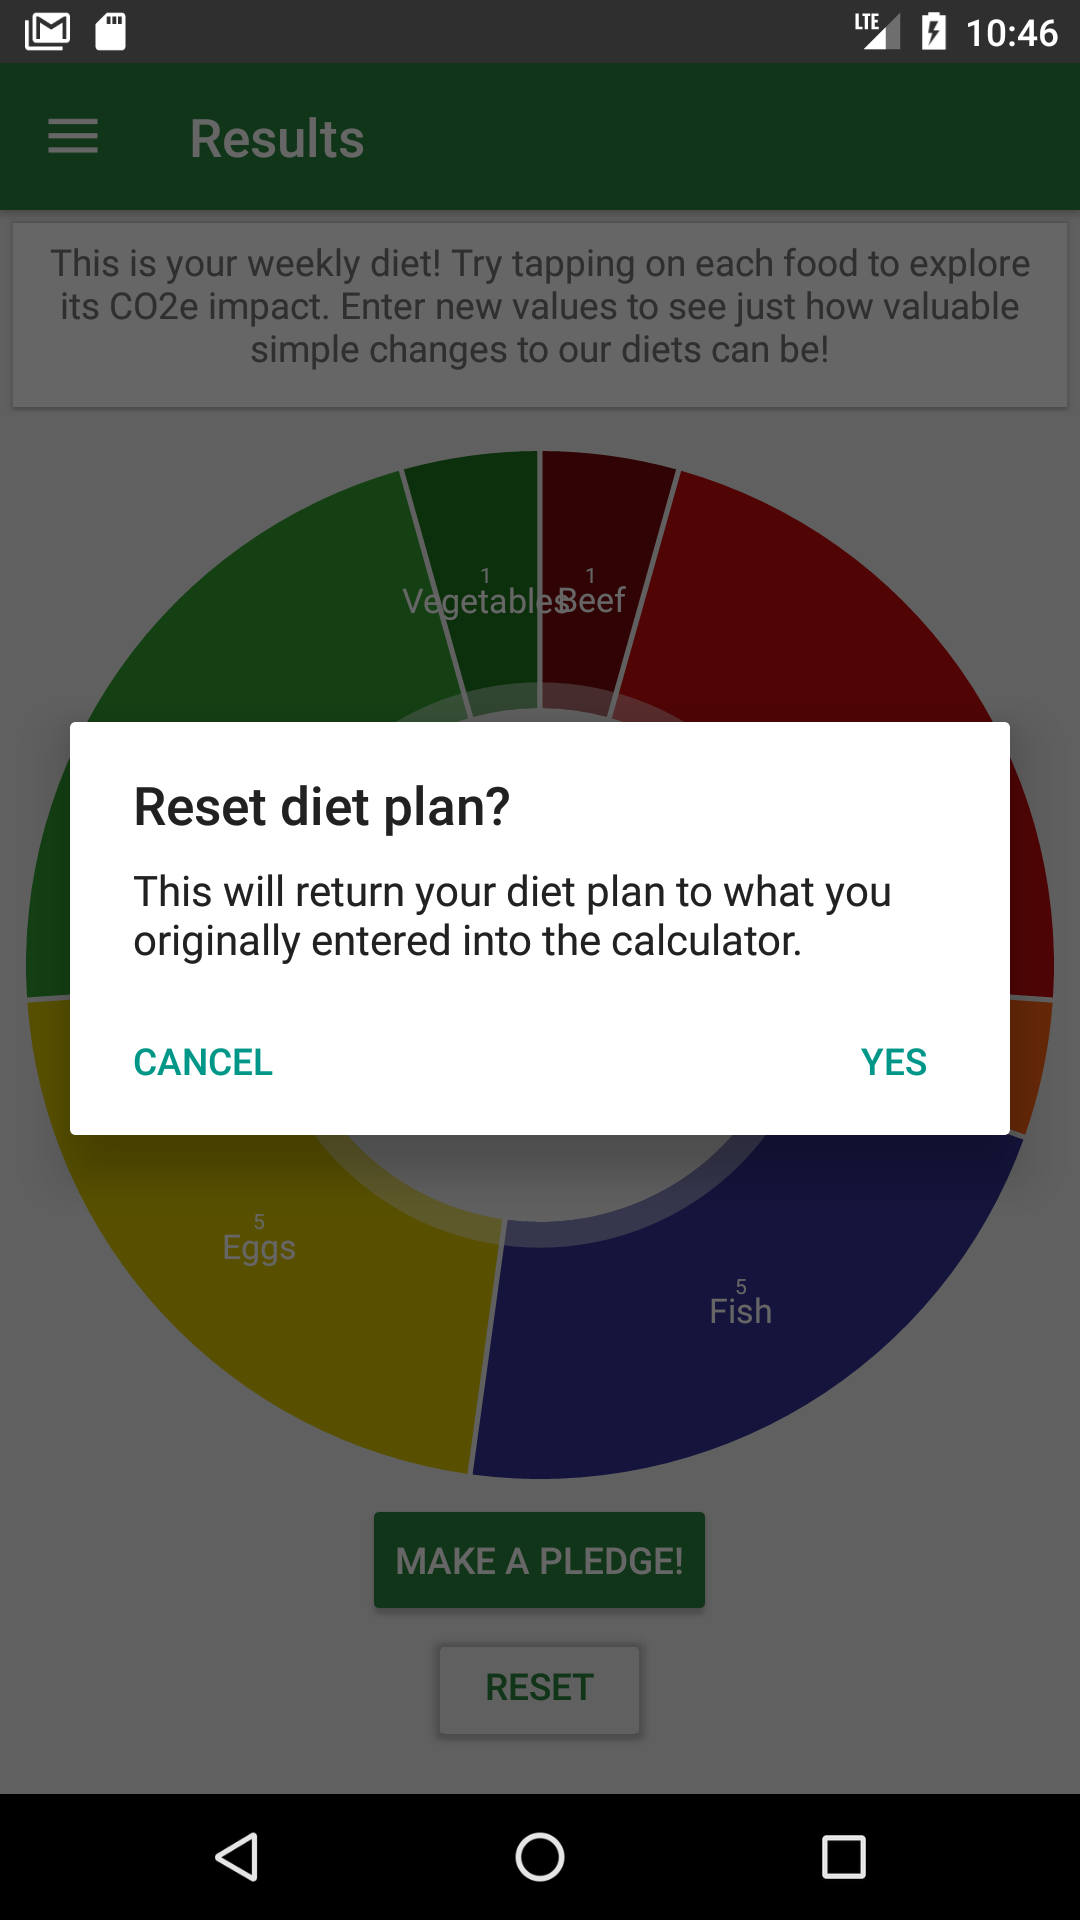 LTE 10:46
Results
This is your weekly diet! Try tapping on each food to explore
its CO2e impact. Enter new values to see just how valuable
simple changes to our diets can be!
1
Vegetables
1
Beef
Reset diet plan?
This will return your diet plan to what you
originally entered into the calculator.
CANCEL
YES
5
Eggs
5
Fish
MAKE A PLEDGE!
RESET